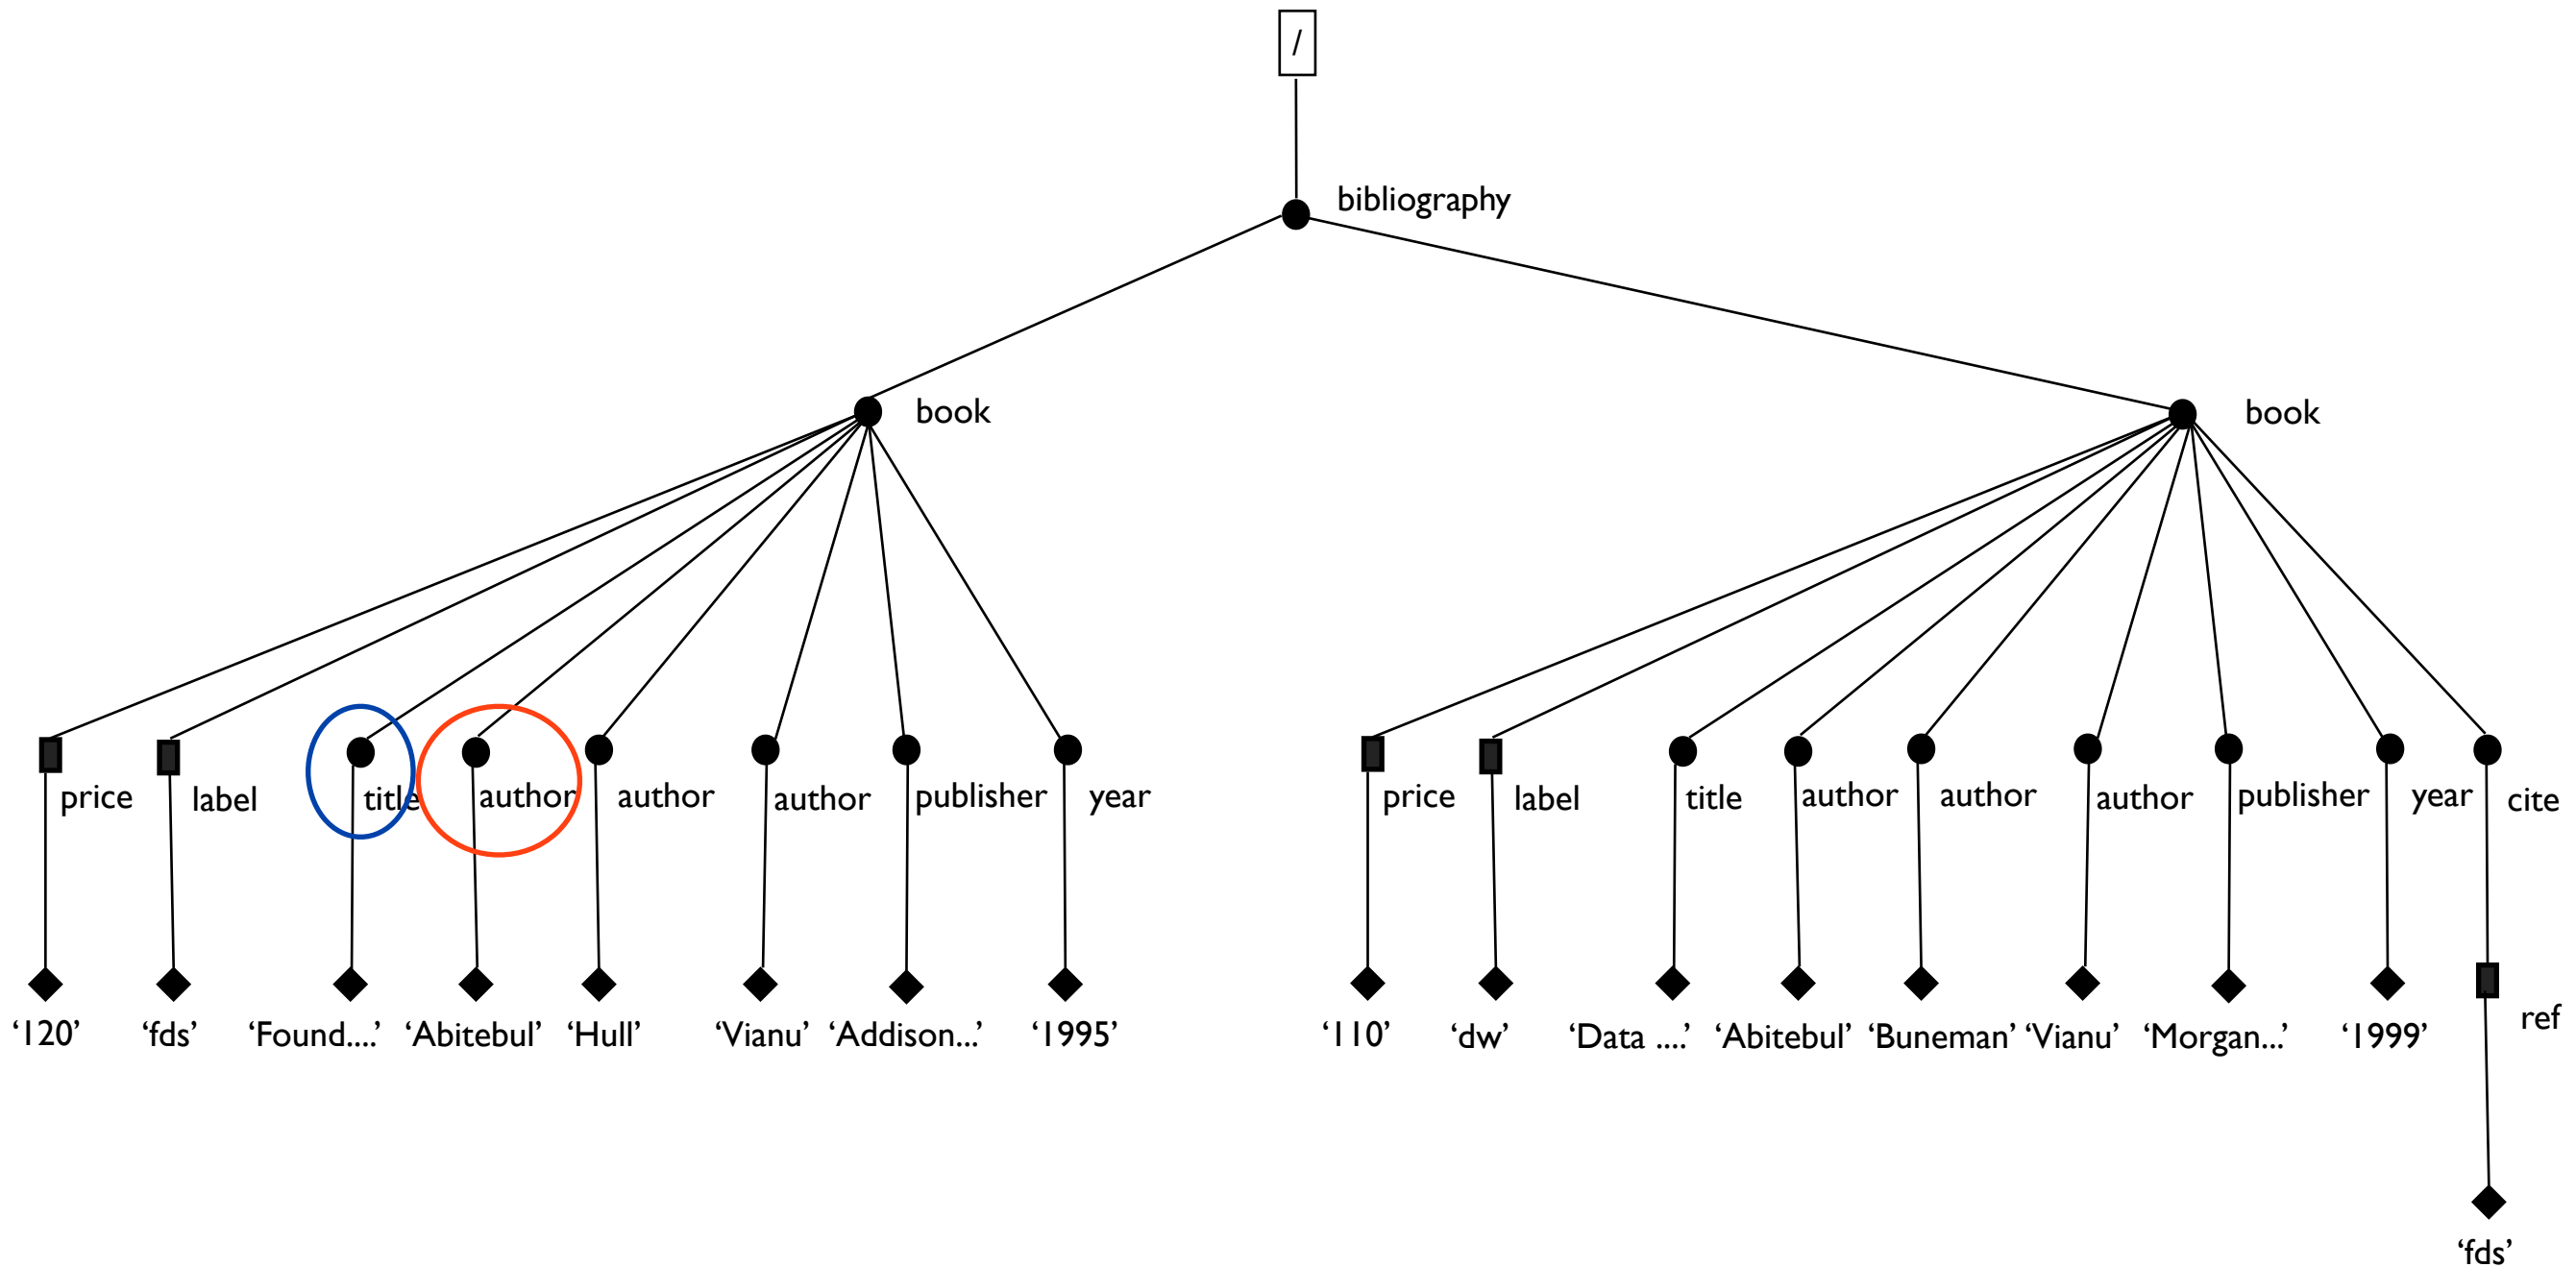 /
bibliography
book book
price label title author author author publisher year price label title author author author publisher year cite
‘120’ ‘fds’ ‘Found....’ ‘Abitebul’ ‘Hull’ ‘Vianu’ ‘Addison...’ ‘1995’ ‘110’ ‘dw’ ‘Data ....’ ‘Abitebul’ ‘Buneman’ ‘Vianu’ ‘Morgan...’ ‘1999’ ref
‘fds’